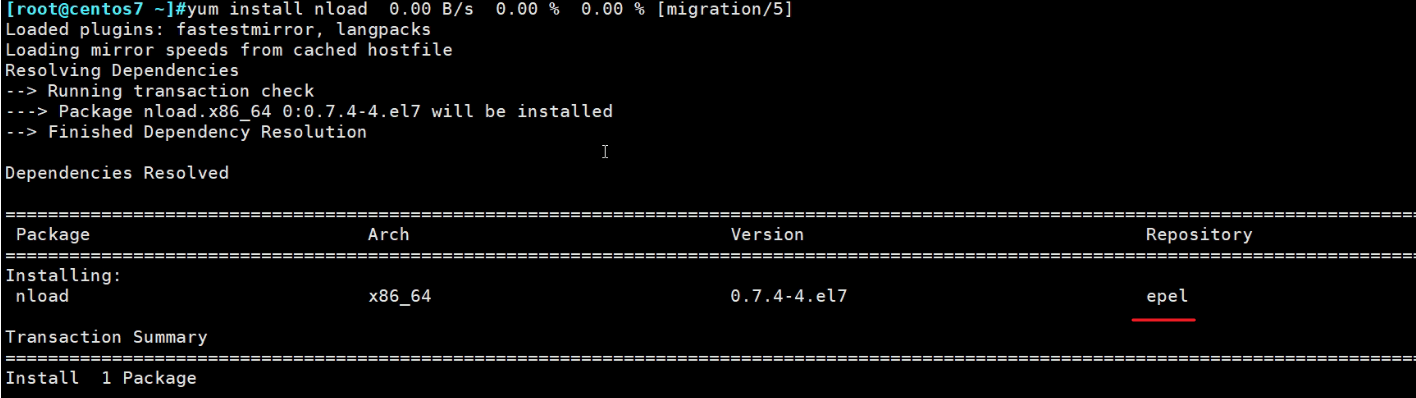 [root@centos7 ~]#yum install nload  0.00 B/s  0.00 %  0.00 % [migration/5]
Loaded plugins: fastestmirror, langpacks
Loading mirror speeds from cached hostfile
Resolving Dependencies
--> Running transaction check
---> Package nload.x86_64 0:0.7.4-4.el7 will be installed
--> Finished Dependency Resolution
Dependencies Resolved
Package Arch Version Repository
Installing:
nload x86_64 0.7.4-4.el7 epel
Transaction Summary
Install  1 Package